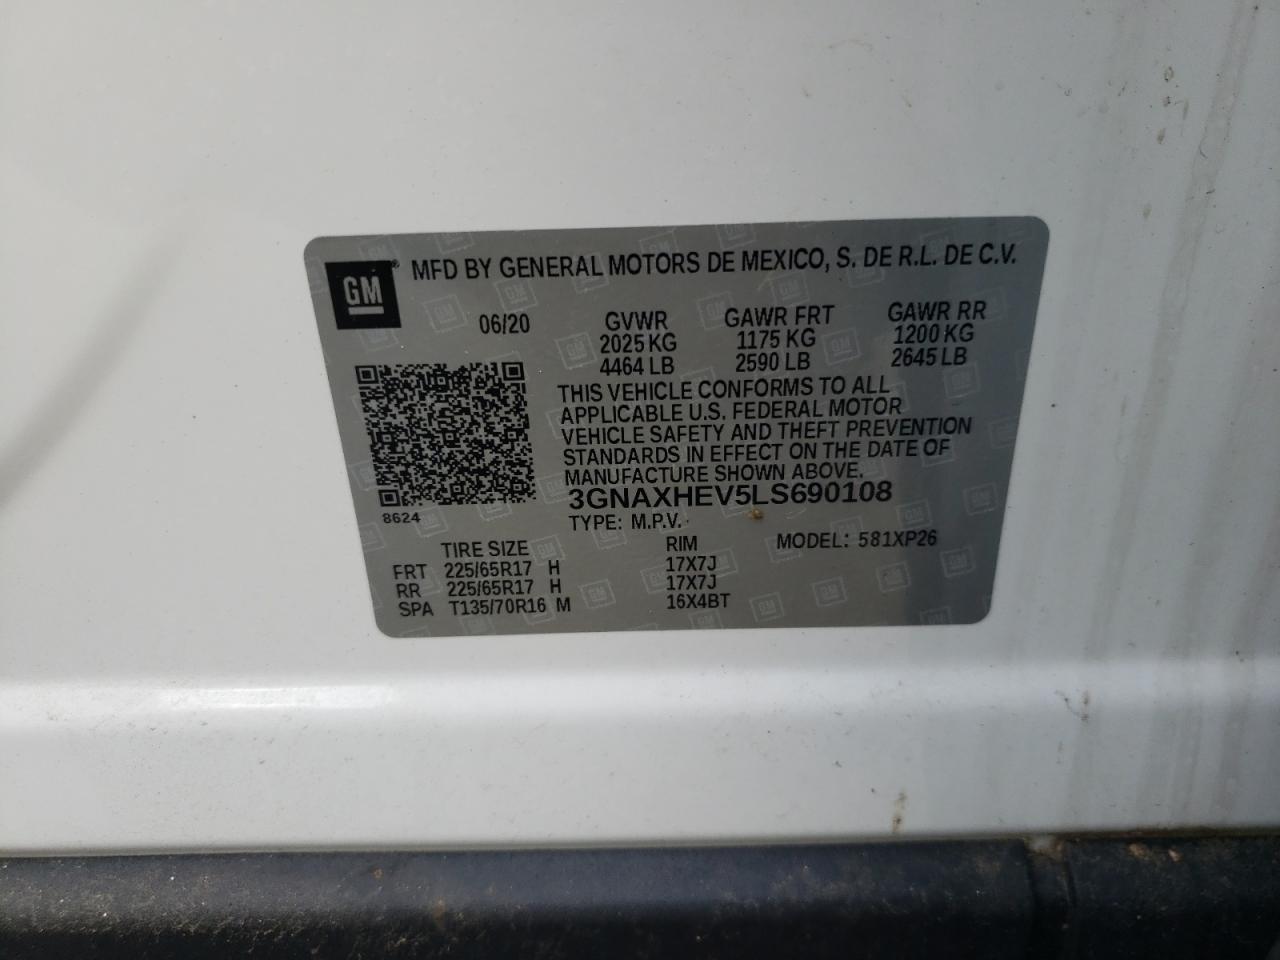 GM® MFD BY GENERAL MOTORS DE MEXICO, S. DE R.L. DE C.V.
06/20 GVWR GAWR FRT GAWR RR
2025 KG 1175 KG 1200 KG
4464 LB 2590 LB 2645 LB
THIS VEHICLE CONFORMS TO ALL
APPLICABLE U.S. FEDERAL MOTOR
VEHICLE SAFETY AND THEFT PREVENTION
STANDARDS IN EFFECT ON THE DATE OF
MANUFACTURE SHOWN ABOVE.
3GNAXHEV5LS690108
8624
TYPE: M.P.V.
MODEL: 581XP26
TIRE SIZE RIM
FRT 225/65R17 H 17X7J
RR 225/65R17 H 17X7J
SPA T135/70R16 M 16X4BT